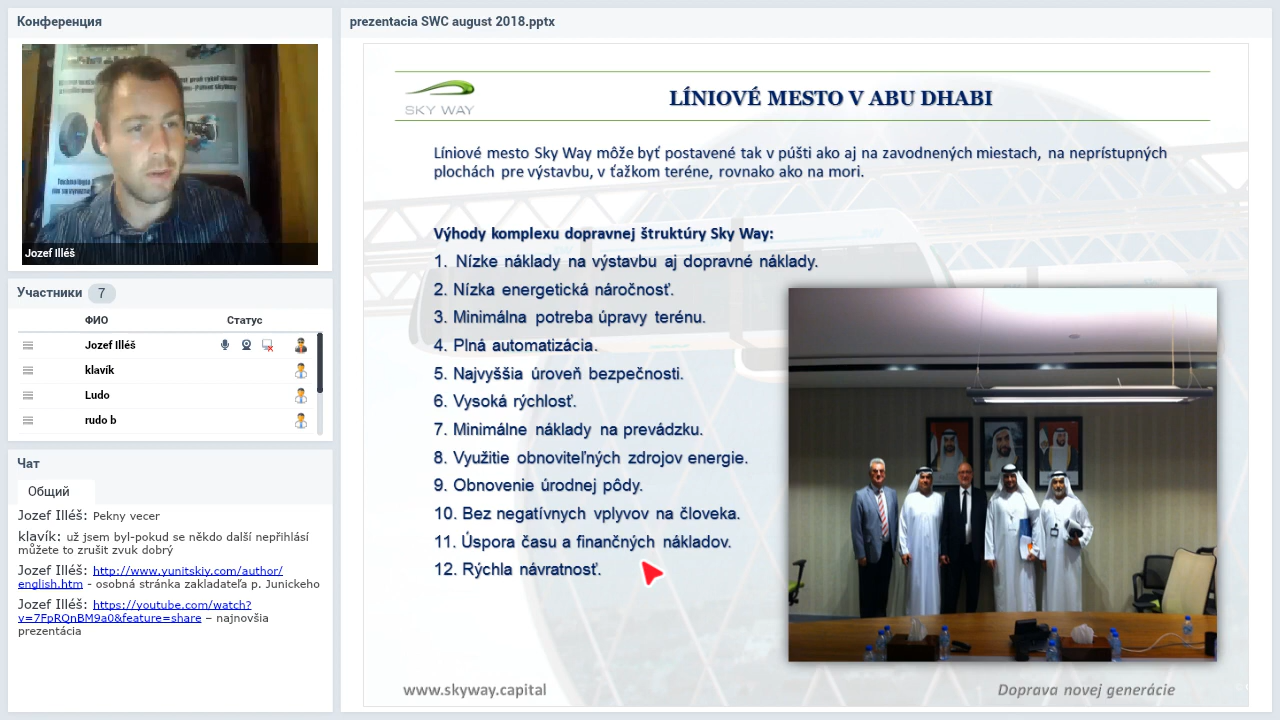 Конференция
Jozef Illéš
Участники 7
ФИО Статус
Jozef Illéš
klavík
Ludo
rudo b
Чат
Общий
Jozef Illéš: Pekny vecer
klavík: už jsem byl-pokud se někdo další nepřihlásí
můžete to zrušit zvuk dobrý
Jozef Illéš: http://www.yunitskiy.com/author/
english.htm - osobná stránka zakladateľa p. Junickeho
Jozef Illéš: https://youtube.com/watch?
v=7FpRQnBM9a0&feature=share – najnovšia
prezentácia
prezentacia SWC august 2018.pptx
SKY WAY
LÍNIOVÉ MESTO V ABU DHABI
Líniové mesto Sky Way môže byť postavené tak v púšti ako aj na zavodnených miestach, na neprístupných
plochách pre výstavbu, v ťažkom teréne, rovnako ako na mori.
Výhody komplexu dopravnej štruktúry Sky Way:
1. Nízke náklady na výstavbu aj dopravné náklady.
2. Nízka energetická náročnosť.
3. Minimálna potreba úpravy terénu.
4. Plná automatizácia.
5. Najvyššia úroveň bezpečnosti.
6. Vysoká rýchlosť.
7. Minimálne náklady na prevádzku.
8. Využitie obnoviteľných zdrojov energie.
9. Obnovenie úrodnej pôdy.
10. Bez negatívnych vplyvov na človeka.
11. Úspora času a finančných nákladov.
12. Rýchla návratnosť.
www.skyway.capital
Doprava novej generácie